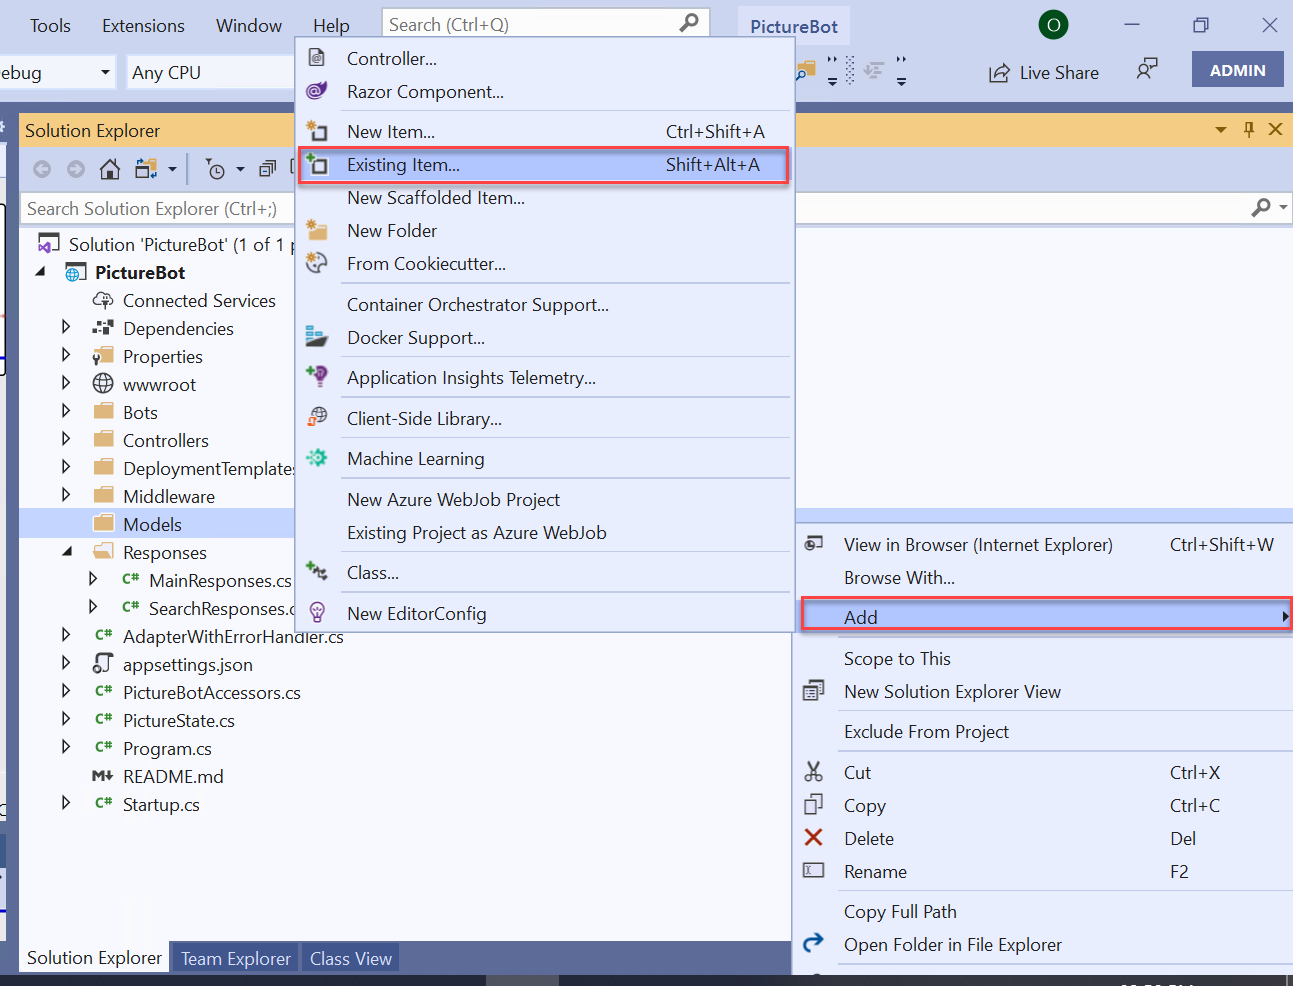 Tools Extensions Window Help Search (Ctrl+Q) PictureBot O
ebug Any CPU Live Share ADMIN
Solution Explorer
Search Solution Explorer (Ctrl+;)
Solution 'PictureBot' (1 of 1 p
PictureBot
Connected Services
Dependencies
Properties
wwwroot
Bots
Controllers
DeploymentTemplates
Middleware
Models
Responses
C# MainResponses.cs
C# SearchResponses.c
C# AdapterWithErrorHandler.cs
appsettings.json
C# PictureBotAccessors.cs
C# PictureState.cs
C# Program.cs
M README.md
C# Startup.cs
Solution Explorer Team Explorer Class View
Controller...
Razor Component...
New Item... Ctrl+Shift+A
Existing Item... Shift+Alt+A
New Scaffolded Item...
New Folder
From Cookiecutter...
Container Orchestrator Support...
Docker Support...
Application Insights Telemetry...
Client-Side Library...
Machine Learning
New Azure WebJob Project
Existing Project as Azure WebJob
Class...
New EditorConfig
View in Browser (Internet Explorer) Ctrl+Shift+W
Browse With...
Add
Scope to This
New Solution Explorer View
Exclude From Project
Cut Ctrl+X
Copy Ctrl+C
Delete Del
Rename F2
Copy Full Path
Open Folder in File Explorer